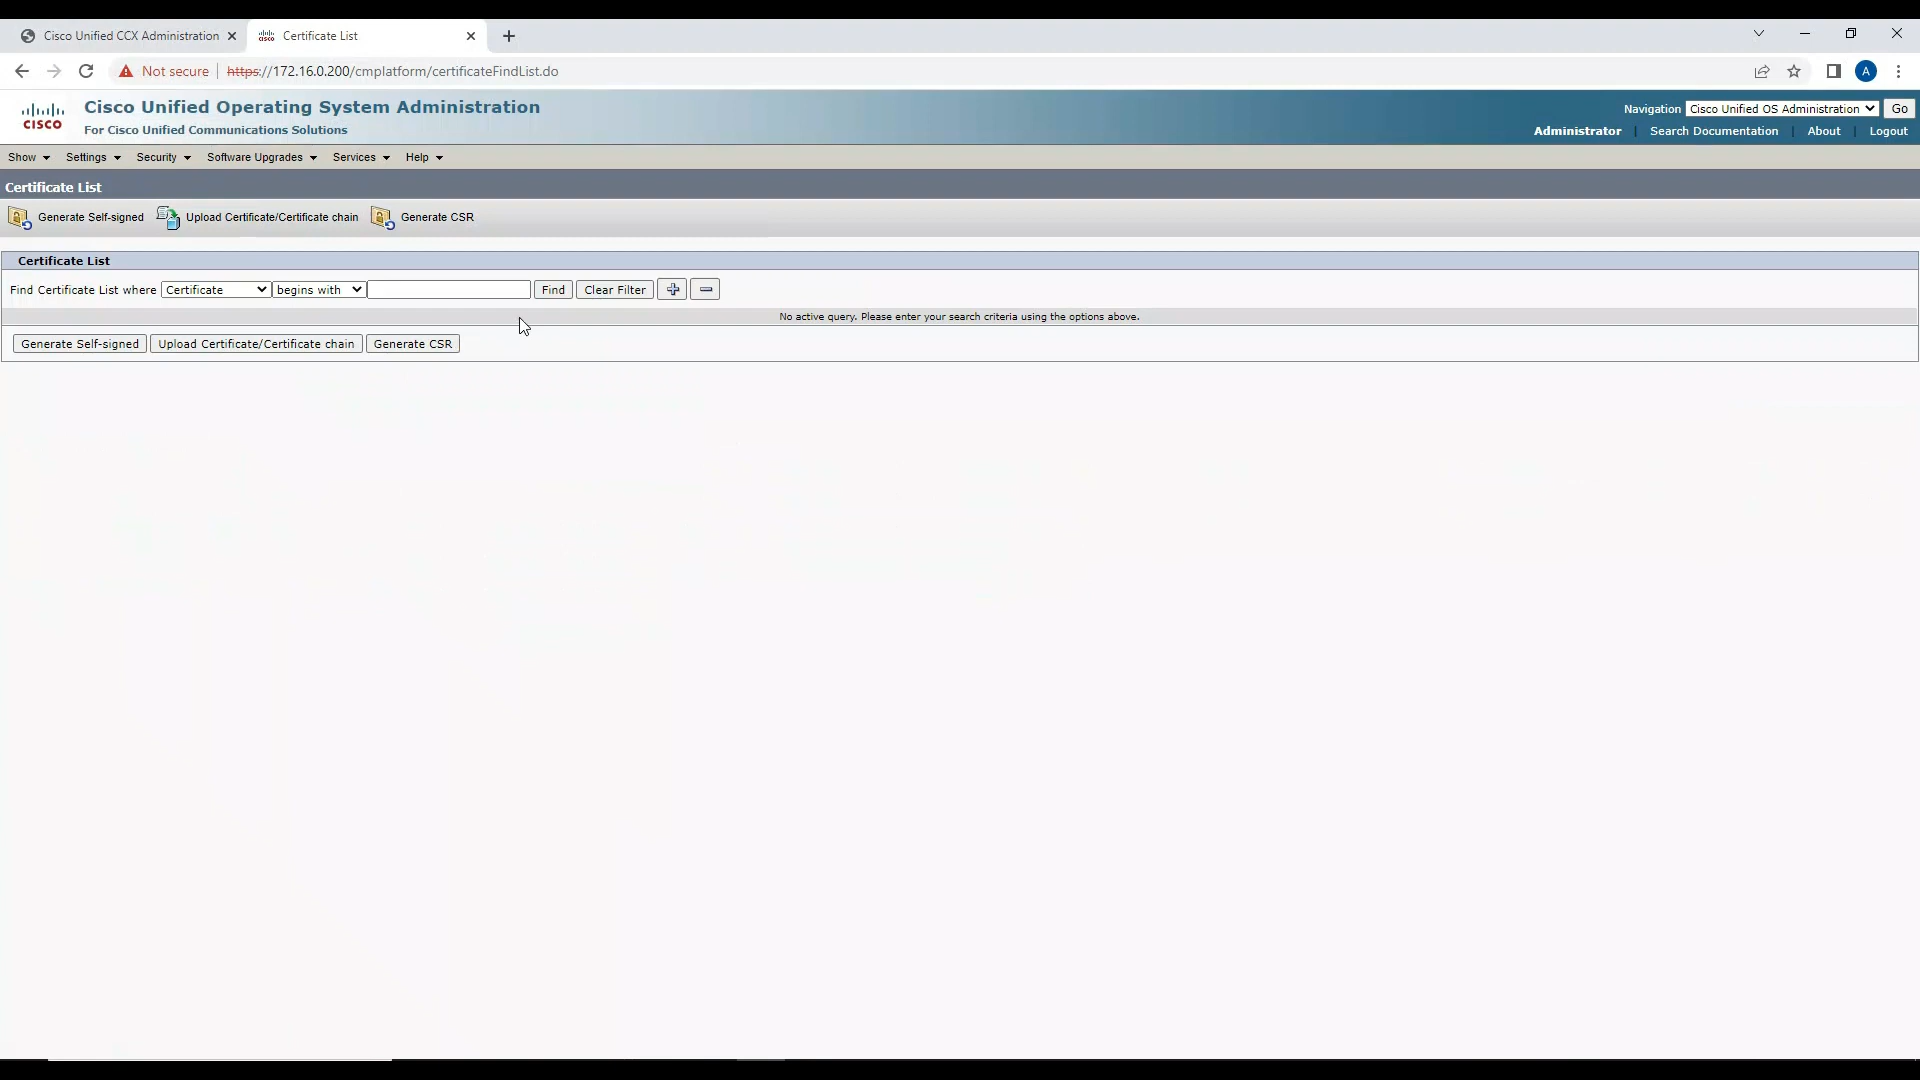 Cisco Unified CCX Administration
Certificate List
Not secure https://172.16.0.200/cmplatform/certificateFindList.do
A
CISCO
Cisco Unified Operating System Administration
For Cisco Unified Communications Solutions
Navigation Cisco Unified OS Administration Go
Administrator | Search Documentation | About | Logout
Show Settings Security Software Upgrades Services Help
Certificate List
Generate Self-signed Upload Certificate/Certificate chain Generate CSR
Certificate List
Find Certificate List where Certificate begins with Find Clear Filter
No active query. Please enter your search criteria using the options above.
Generate Self-signed Upload Certificate/Certificate chain Generate CSR